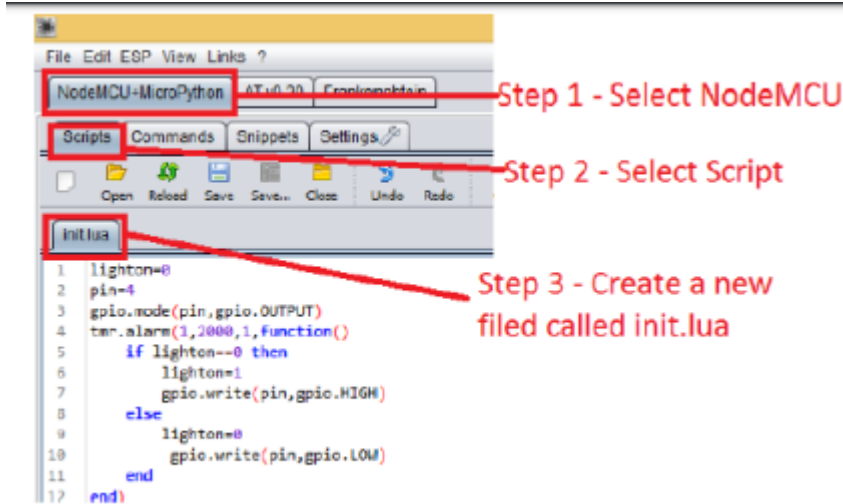 File Edit ESP View Links ?
NodeMCU+MicroPython AT v0.20 Frankenshtein
Step 1 - Select NodeMCU
Scripts Commands Snippets Settings
Step 2 - Select Script
Open Reload Save Save... Close Undo Redo
init.lua
Step 3 - Create a new
filed called init.lua
1 lighton=0
2 pin=4
3 gpio.mode(pin,gpio.OUTPUT)
4 tmr.alarm(1,2000,1,function()
5 if lighton==0 then
6 lighton=1
7 gpio.write(pin,gpio.HIGH)
8 else
9 lighton=0
10 gpio.write(pin,gpio.LOW)
11 end
12 end)